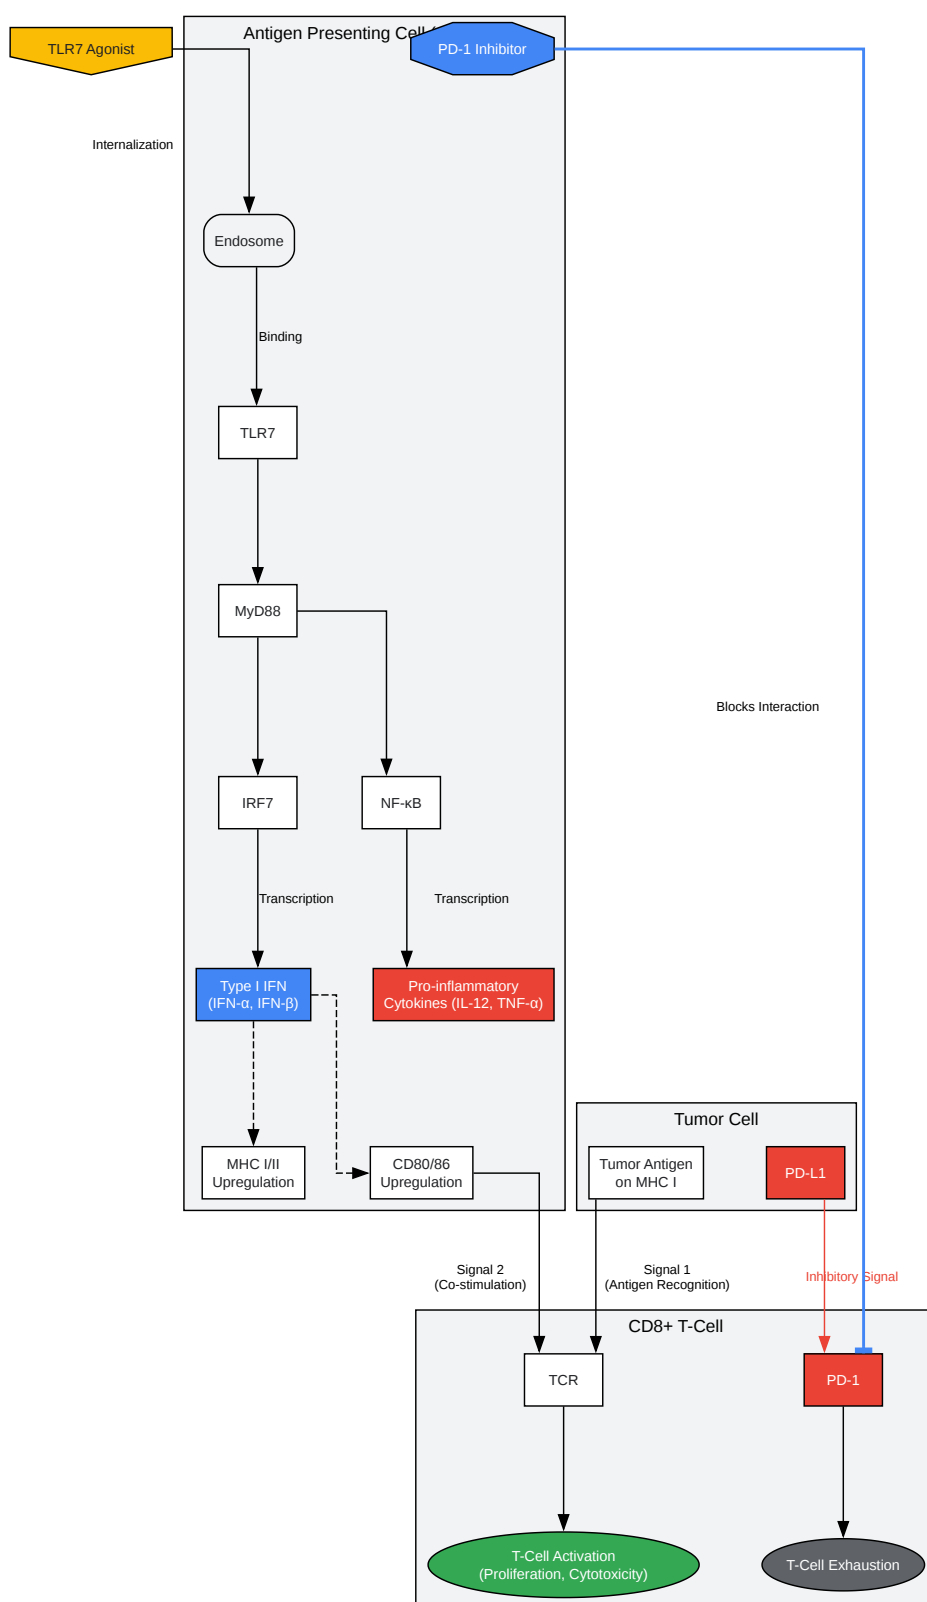 Antigen Presenting Cell
TLR7 Agonist
PD-1 Inhibitor
Internalization
Endosome
Binding
TLR7
MyD88
Blocks Interaction
IRF7
NF-κB
Transcription
Transcription
Type I IFN
(IFN-α, IFN-β)
Pro-inflammatory
Cytokines (IL-12, TNF-α)
Tumor Cell
MHC I/II
Upregulation
CD80/86
Upregulation
Tumor Antigen
on MHC I
PD-L1
Signal 2
(Co-stimulation)
Signal 1
(Antigen Recognition)
Inhibitory Signal
CD8+ T-Cell
TCR
PD-1
T-Cell Activation
(Proliferation, Cytotoxicity)
T-Cell Exhaustion